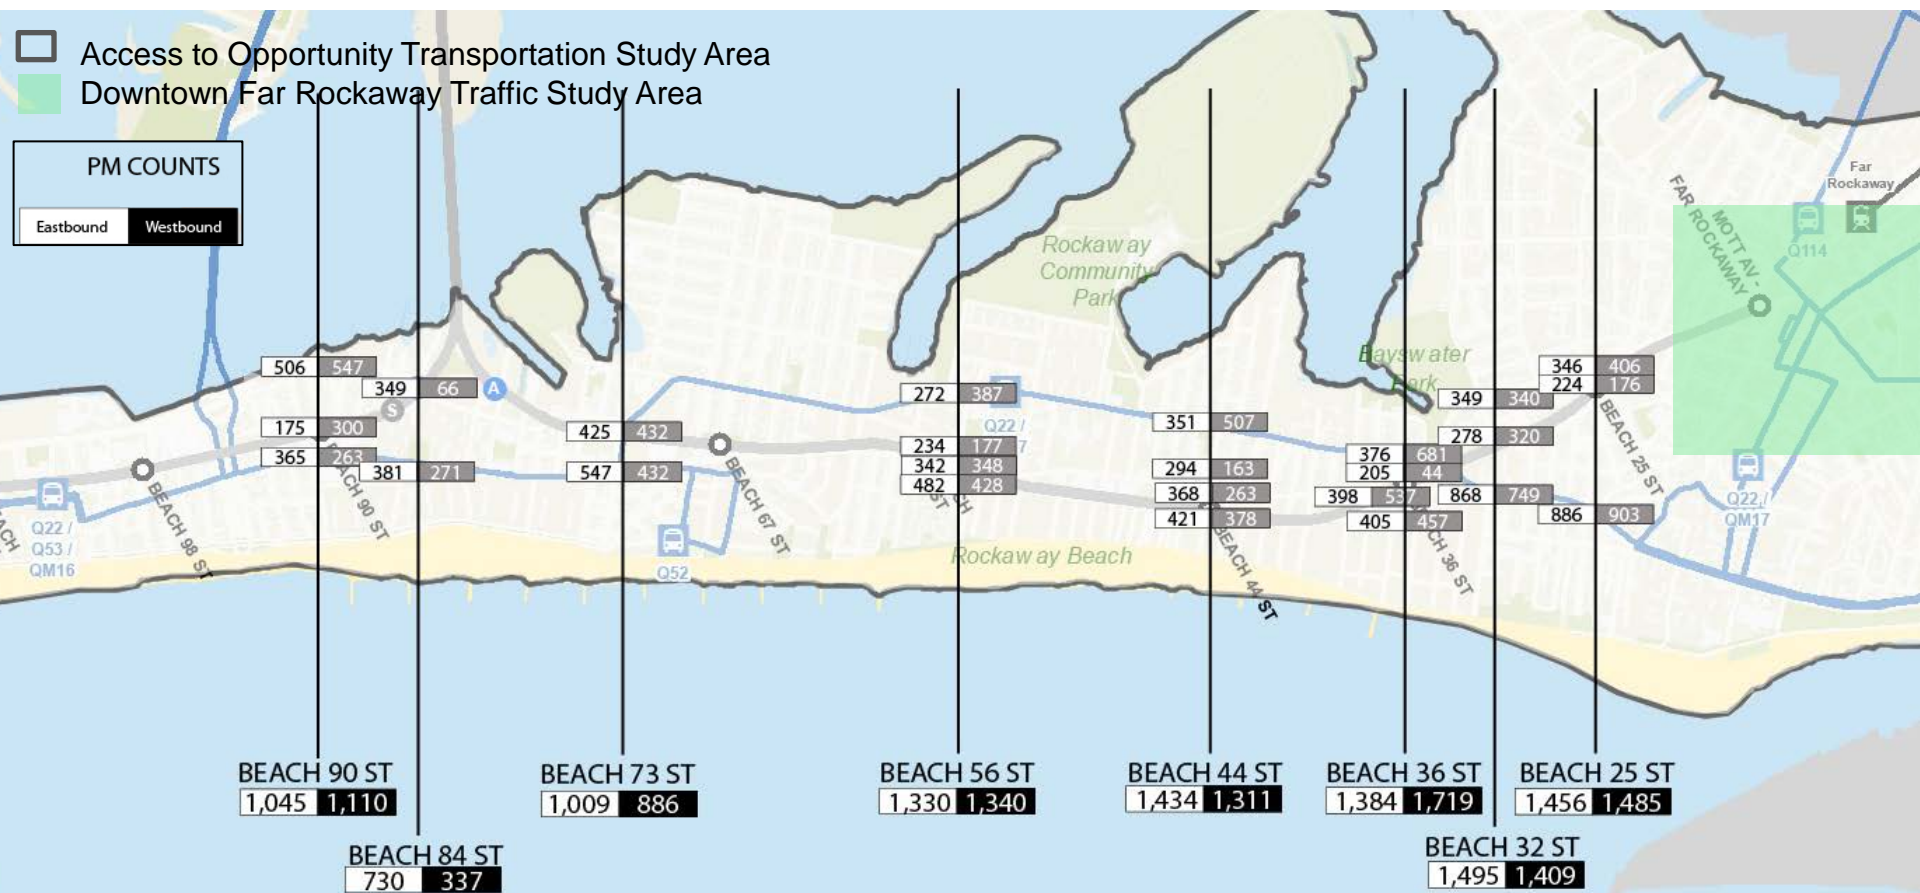 Access to Opportunity Transportation Study Area
Downtown Far Rockaway Traffic Study Area
PM COUNTS
Eastbound Westbound
Far
Rockaway
MOTT AV -
FAR ROCKAWAY
Q114
Rockaway
Community
Park
Bayswater
Park
506 547
349 66
A
S
175 300
365 263
381 271
425 432
547 432
272 387
234 177
342 348
482 428
351 507
294 163
368 263
421 378
376 681
205 44
398 537
405 457
349 340
278 320
868 749
346 406
224 176
886 903
Q22 /
7
Q22 /
Q53 /
QM16
BEACH 98 ST
BEACH 90 ST
BEACH 67 ST
Q52
ST
BEACH 44 ST
BEACH 36 ST
BEACH 25 ST
Q22 /
QM17
Rockaway Beach
BEACH 90 ST
1,045 1,110
BEACH 84 ST
730 337
BEACH 73 ST
1,009 886
BEACH 56 ST
1,330 1,340
BEACH 44 ST
1,434 1,311
BEACH 36 ST
1,384 1,719
BEACH 32 ST
1,495 1,409
BEACH 25 ST
1,456 1,485